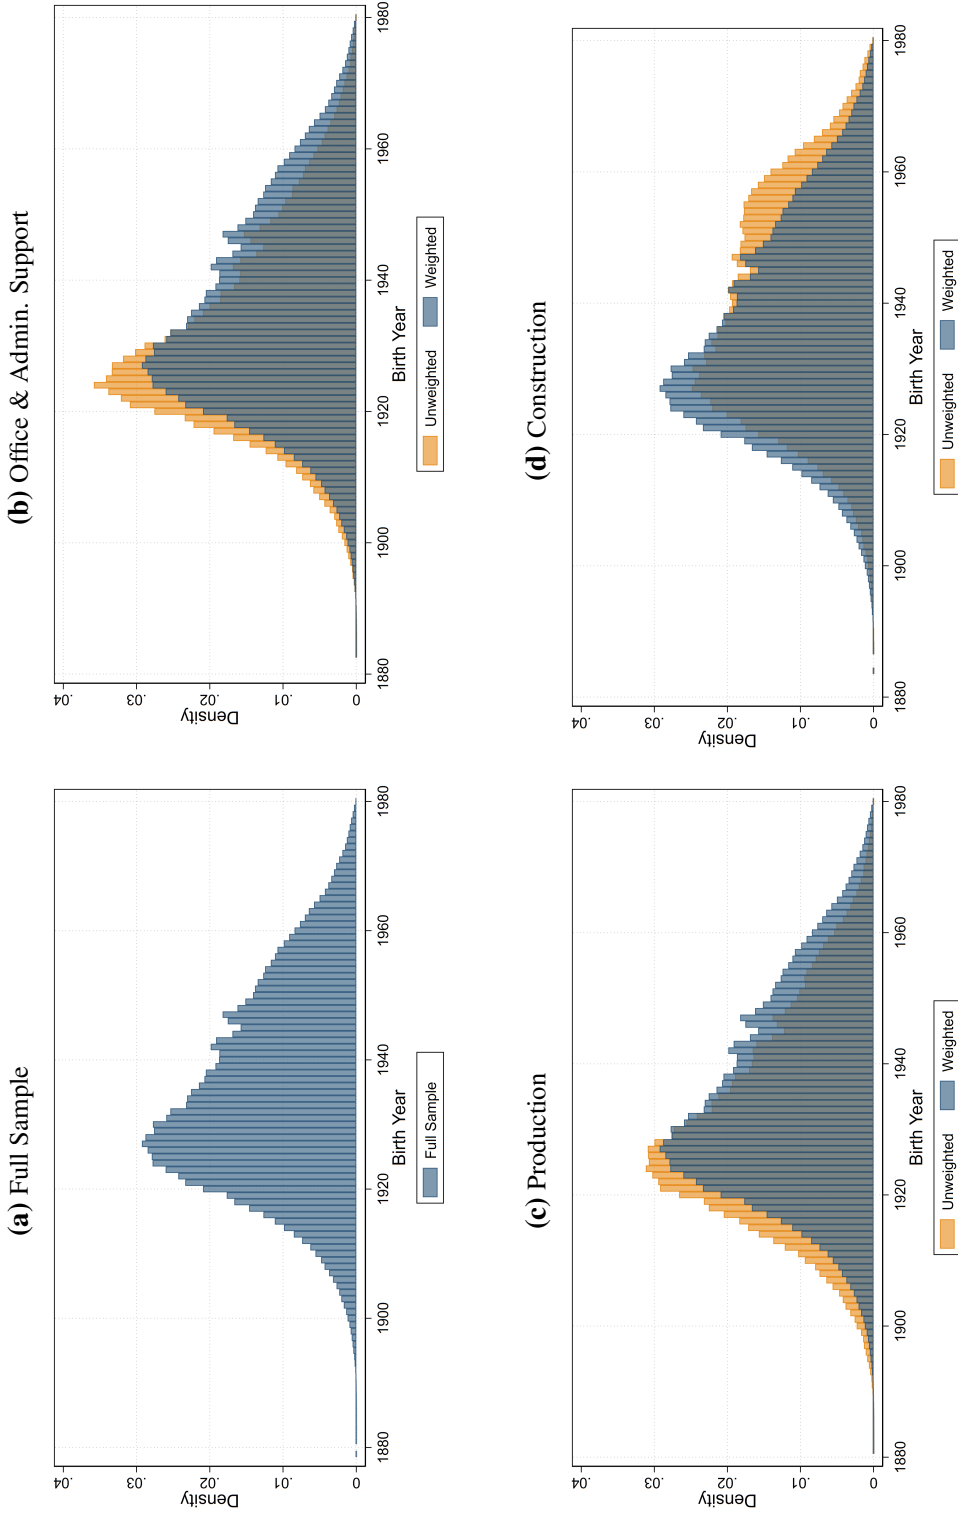 (a) Full Sample
Density
0
.01
.02
.03
.04
1880
1900
1920
1940
1960
1980
Birth Year
Full Sample
(b) Office & Admin. Support
Density
0
.01
.02
.03
.04
1880
1900
1920
1940
1960
1980
Birth Year
Unweighted Weighted
(c) Production
Density
0
.01
.02
.03
.04
1880
1900
1920
1940
1960
1980
Birth Year
Unweighted Weighted
(d) Construction
Density
0
.01
.02
.03
.04
1880
1900
1920
1940
1960
1980
Birth Year
Unweighted Weighted